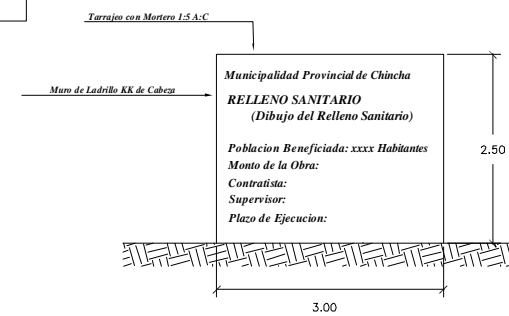 Tarrajeo con Mortero 1:5 A:C
Muro de Ladrillo KK de Cabeza
Municipalidad Provincial de Chincha
RELLENO SANITARIO
(Dibujo del Relleno Sanitario)
Poblacion Beneficiada: xxxx Habitantes
Monto de la Obra:
Contratista:
Supervisor:
Plazo de Ejecucion:
2.50
3.00